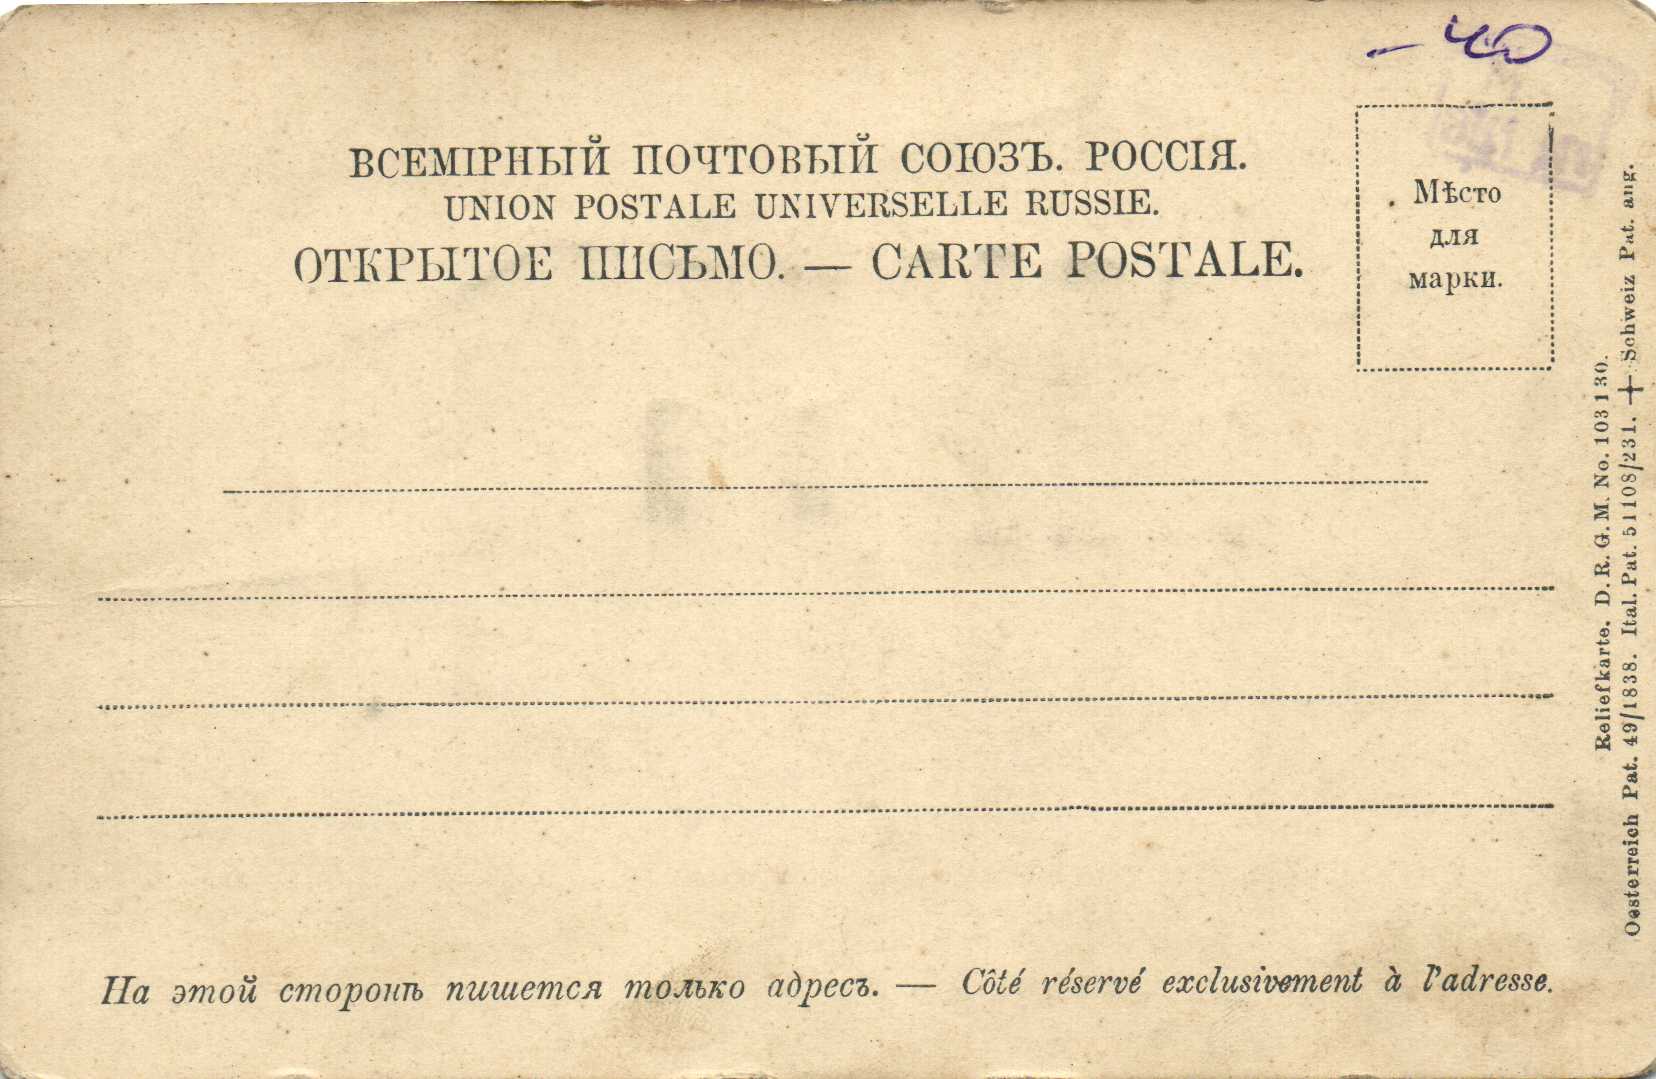 -40
ВСЕМІРНЫЙ ПОЧТОВЫЙ СОЮЗЪ. РОССІЯ.
UNION POSTALE UNIVERSELLE RUSSIE.
ОТКРЫТОЕ ПИСЬМО. — CARTE POSTALE.
Мѣсто
для
марки.
На этой сторонѣ пишется только адресъ. — Côté réservé exclusivement à l'adresse.
Reliefkarte. D. R. G. M. No. 103130.
Oesterreich Pat. 49/1838. Ital. Pat. 51108/231. + Schweiz Pat. ang.